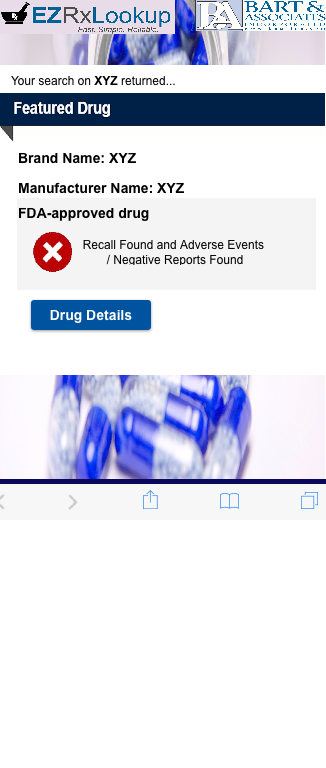 EZRxLookup
Fast. Simple. Reliable.
BART &
ASSOCIATES
INCORPORATED
Your search on XYZ returned...
Featured Drug
Brand Name: XYZ
Manufacturer Name: XYZ
FDA-approved drug
Recall Found and Adverse Events
/ Negative Reports Found
Drug Details